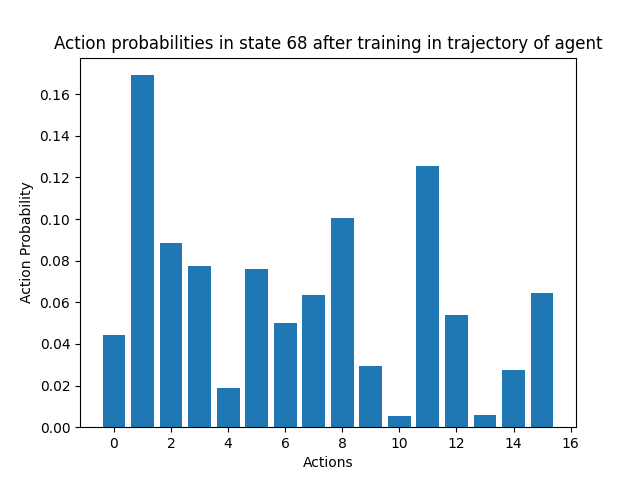 Action probabilities in state 68 after training in trajectory of agent
Action Probability
0.16
0.14
0.12
0.10
0.08
0.06
0.04
0.02
0.00
0 2 4 6 8 10 12 14 16
Actions